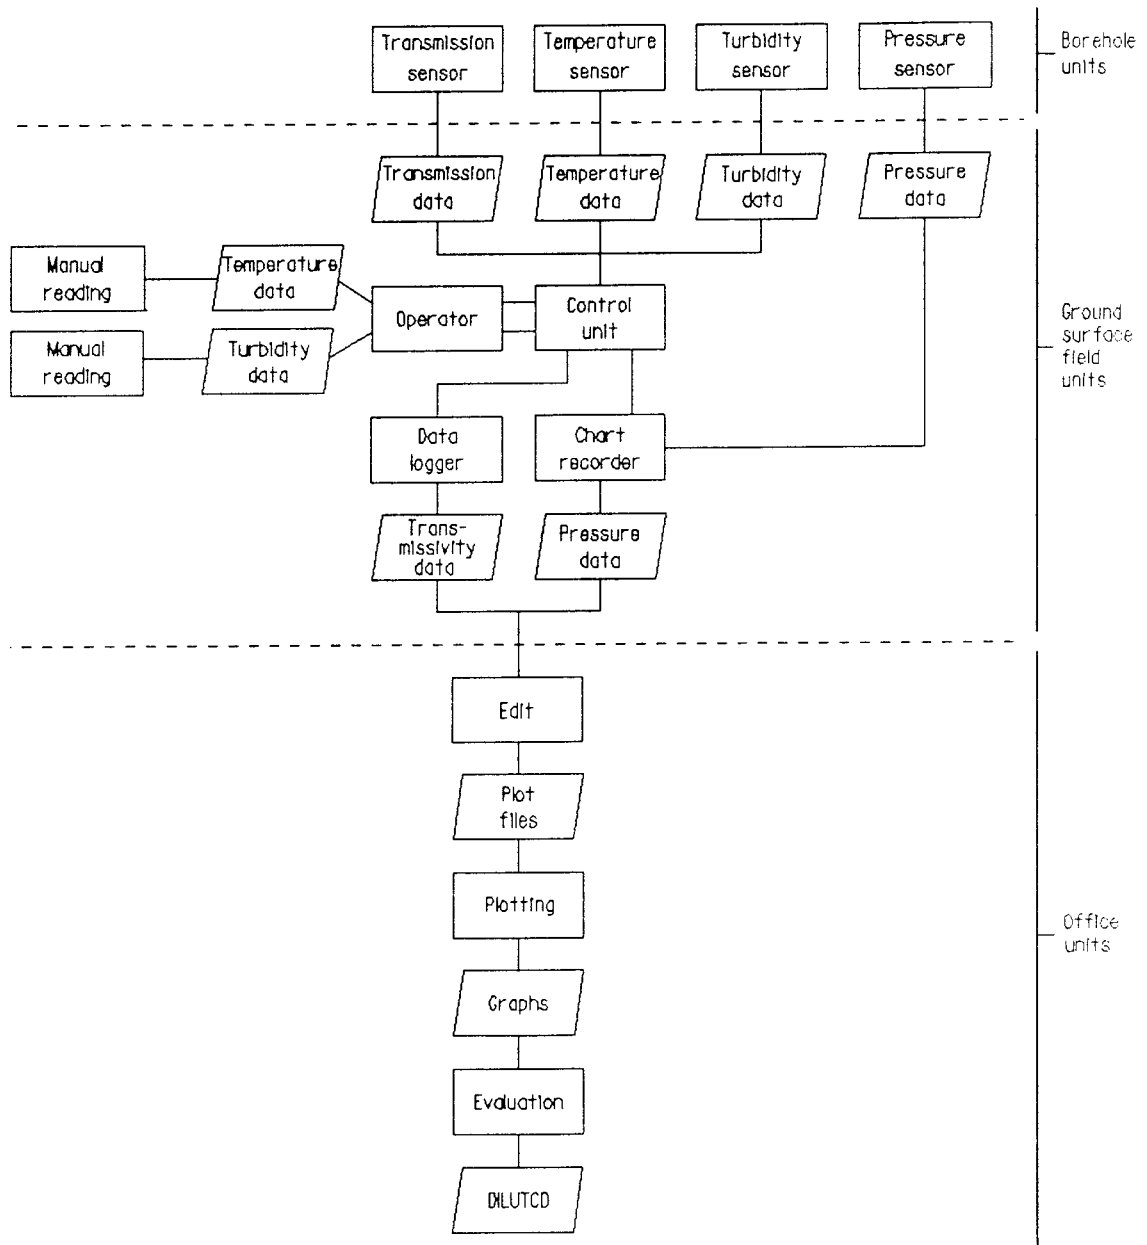 Transmission
sensor
Temperature
sensor
Turbidity
sensor
Pressure
sensor
Borehole
units
Transmission
data
Temperature
data
Turbidity
data
Pressure
data
Manual
reading
Temperature
data
Operator
Control
unit
Manual
reading
Turbidity
data
Ground
surface
field
units
Data
logger
Chart
recorder
Trans-
missivity
data
Pressure
data
Edit
Plot
files
Plotting
Office
units
Graphs
Evaluation
DILUTCD